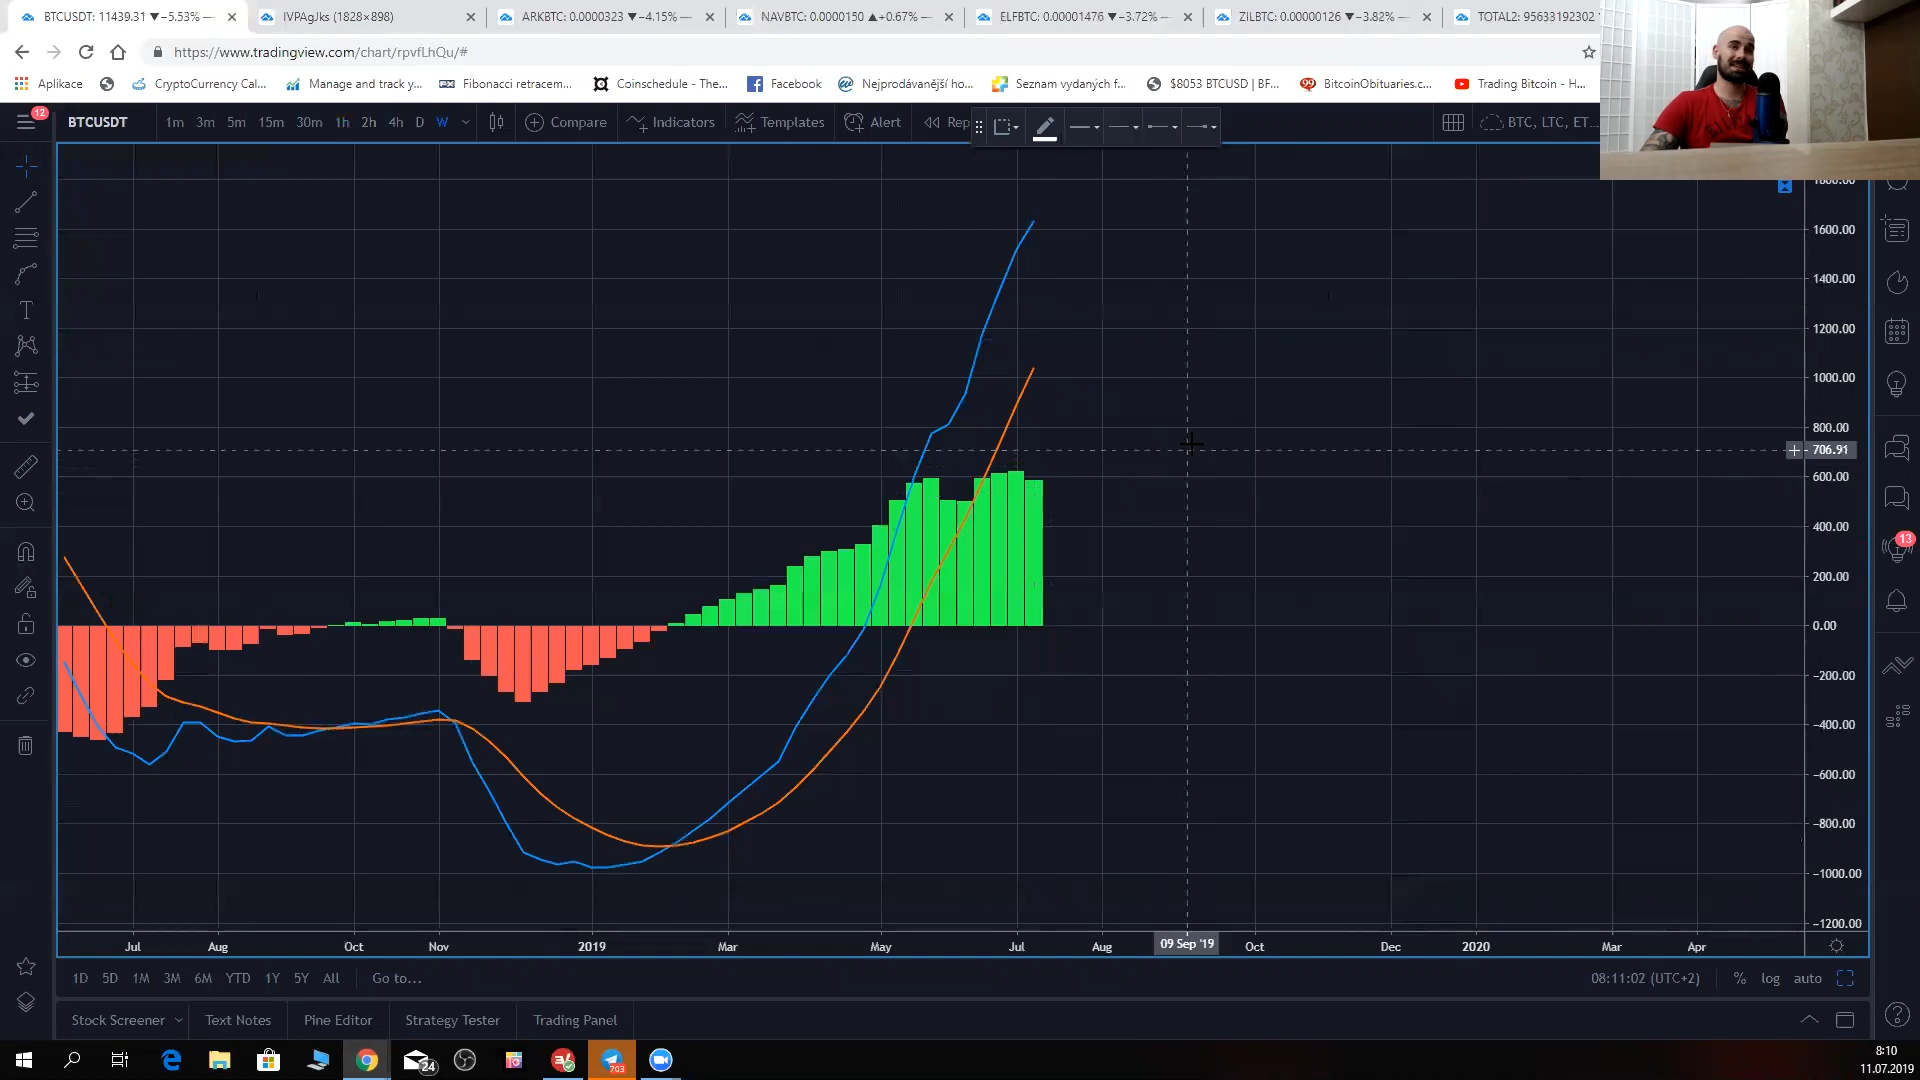 BTCUSDT: 11439.31 ▼−5.53% —
IVPAgJks (1828×898)
ARKBTC: 0.0000323 ▼−4.15% —
NAVBTC: 0.0000150 ▲+0.67% —
ELFBTC: 0.00001476 ▼−3.72% —
ZILBTC: 0.00000126 ▼−3.82% —
TOTAL2: 95633192302
https://www.tradingview.com/chart/rpvfLhQu/#
Aplikace
CryptoCurrency Cal...
Manage and track y...
Fibonacci retracem...
Coinschedule - The...
Facebook
Nejprodávanější ho...
Seznam vydaných f...
$8053 BTCUSD | BF...
BitcoinObituaries.c...
Trading Bitcoin - H...
12
BTCUSDT
1m 3m 5m 15m 30m 1h 2h 4h D W
Compare
Indicators
Templates
Alert
Rep
BTC, LTC, ET...
1600.00
1400.00
1200.00
1000.00
800.00
706.91
600.00
400.00
200.00
0.00
−200.00
−400.00
−600.00
−800.00
−1000.00
−1200.00
13
Jul Aug Oct Nov 2019 Mar May Jul Aug 09 Sep '19 Oct Dec 2020 Mar Apr
1D 5D 1M 3M 6M YTD 1Y 5Y All Go to...
08:11:02 (UTC+2) % log auto
Stock Screener Text Notes Pine Editor Strategy Tester Trading Panel
24
703
8:10
11.07.2019